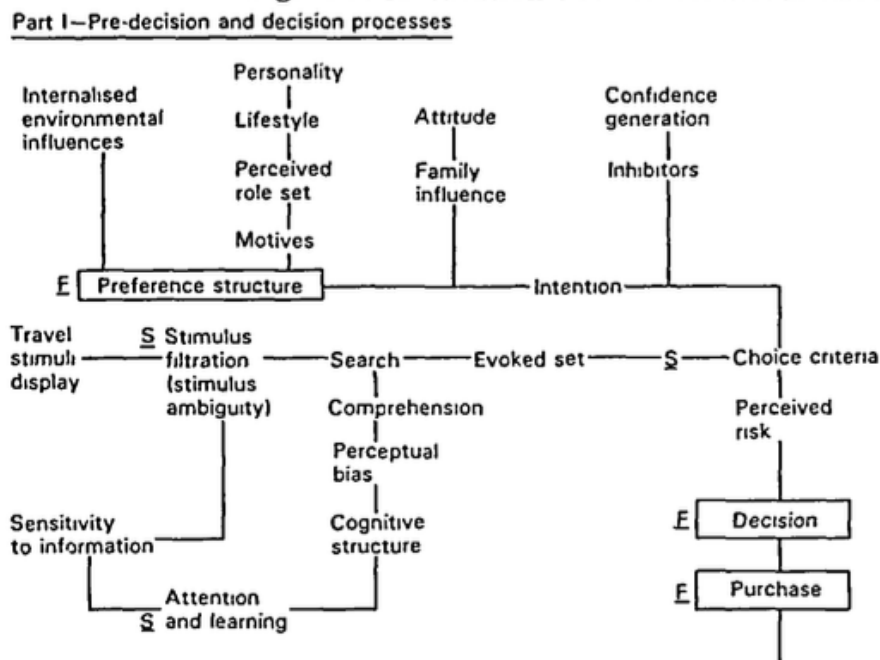 Part I—Pre-decision and decision processes
Internalised
environmental
influences
Personality
Lifestyle
Perceived
role set
Motives
Attitude
Family
influence
Confidence
generation
Inhibitors
F Preference structure
Intention
Travel
stimuli
display
S Stimulus
filtration
(stimulus
ambiguity)
Search
Evoked set
S
Choice criteria
Comprehension
Perceptual
bias
Cognitive
structure
Perceived
risk
Sensitivity
to information
Attention
S and learning
F Decision
F Purchase